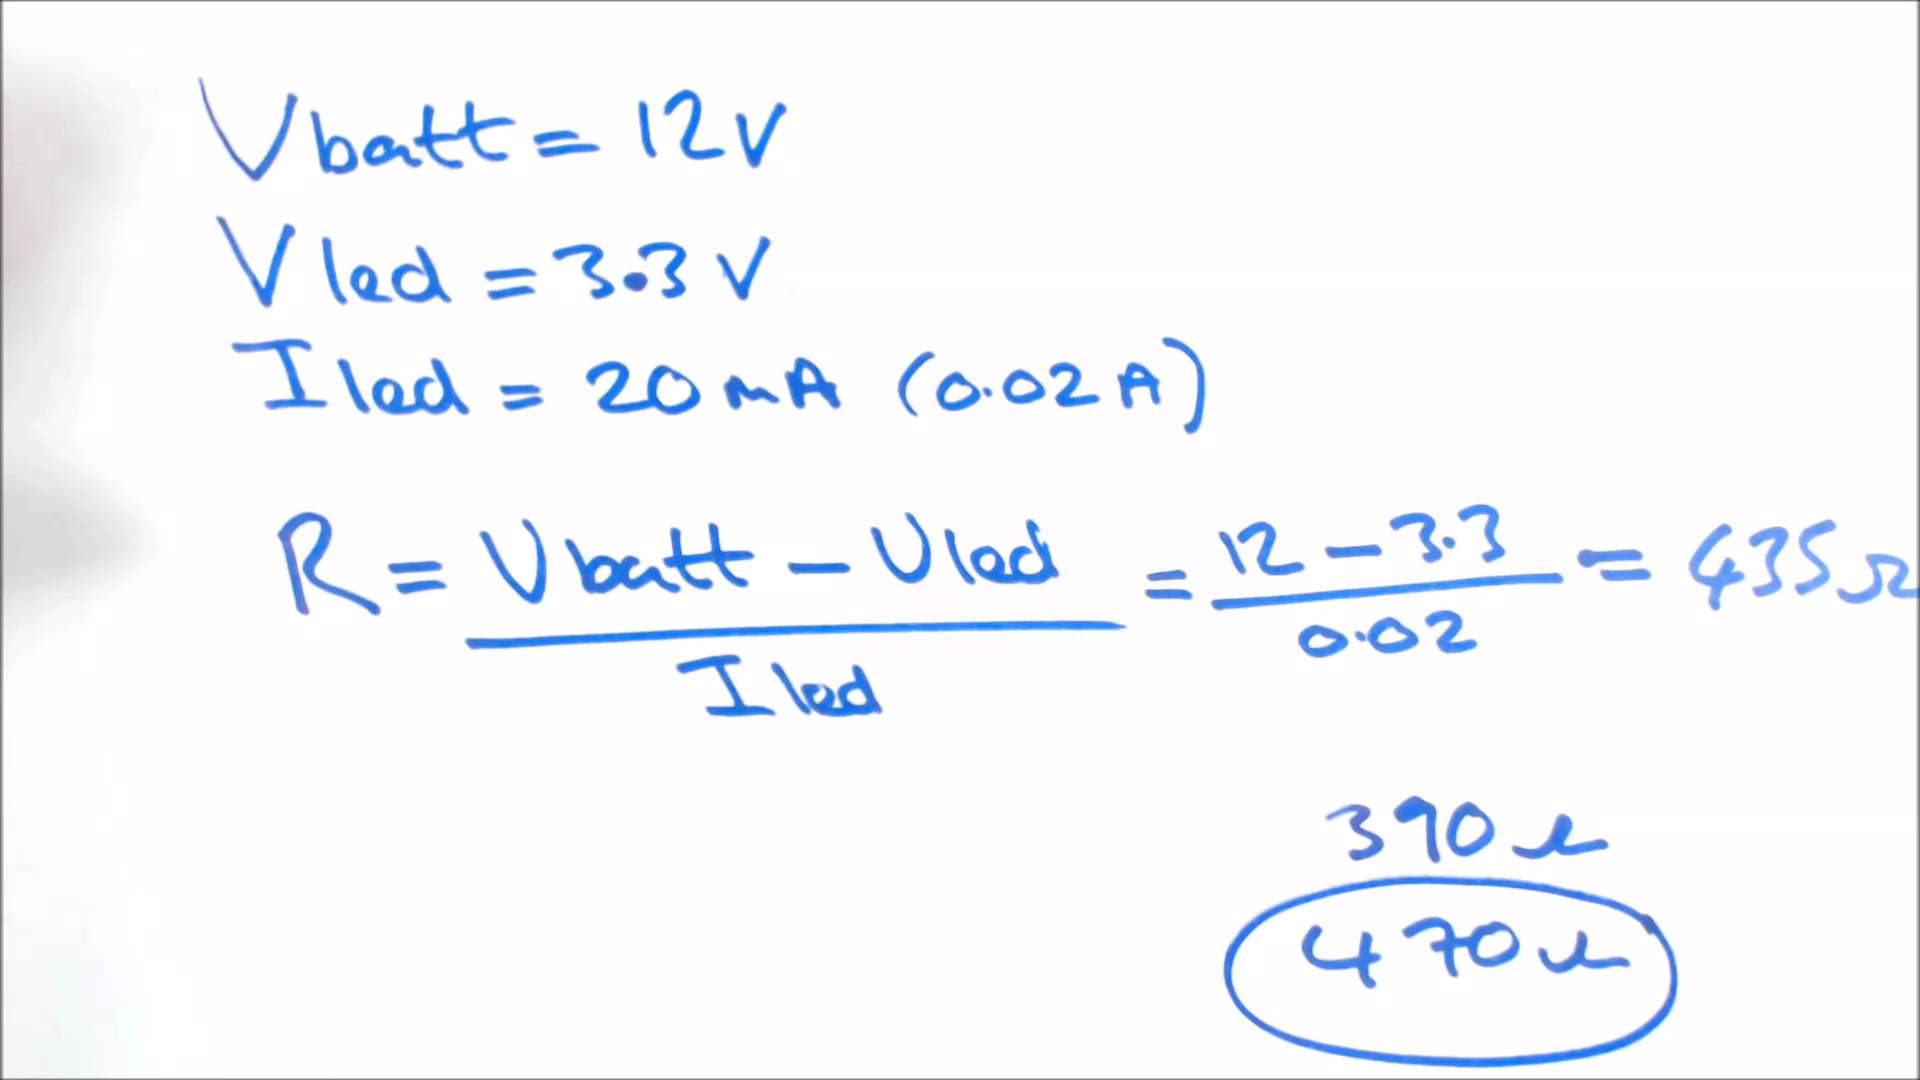 Vbatt = 12V
Vled = 3.3V
Iled = 20mA (0.02A)
R = Vbatt - Vled / Iled = 12 - 3.3 / 0.02 = 435Ω
390Ω
470Ω